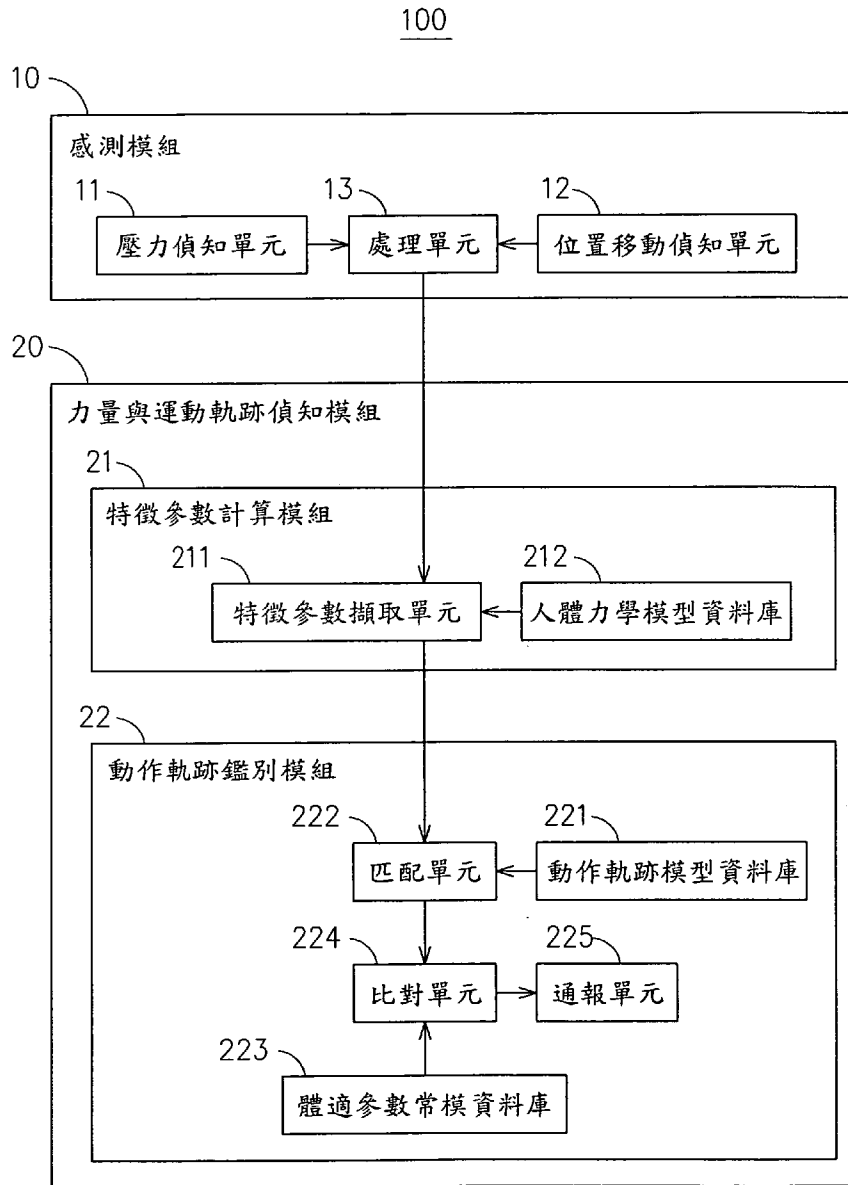 100
10
感測模組
11
13
12
壓力偵知單元
處理單元
位置移動偵知單元
20
力量與運動軌跡偵知模組
21
特徵參數計算模組
211
212
特徵參數擷取單元
人體力學模型資料庫
22
動作軌跡鑑別模組
222
221
匹配單元
動作軌跡模型資料庫
224
225
比對單元
通報單元
223
體適參數常模資料庫